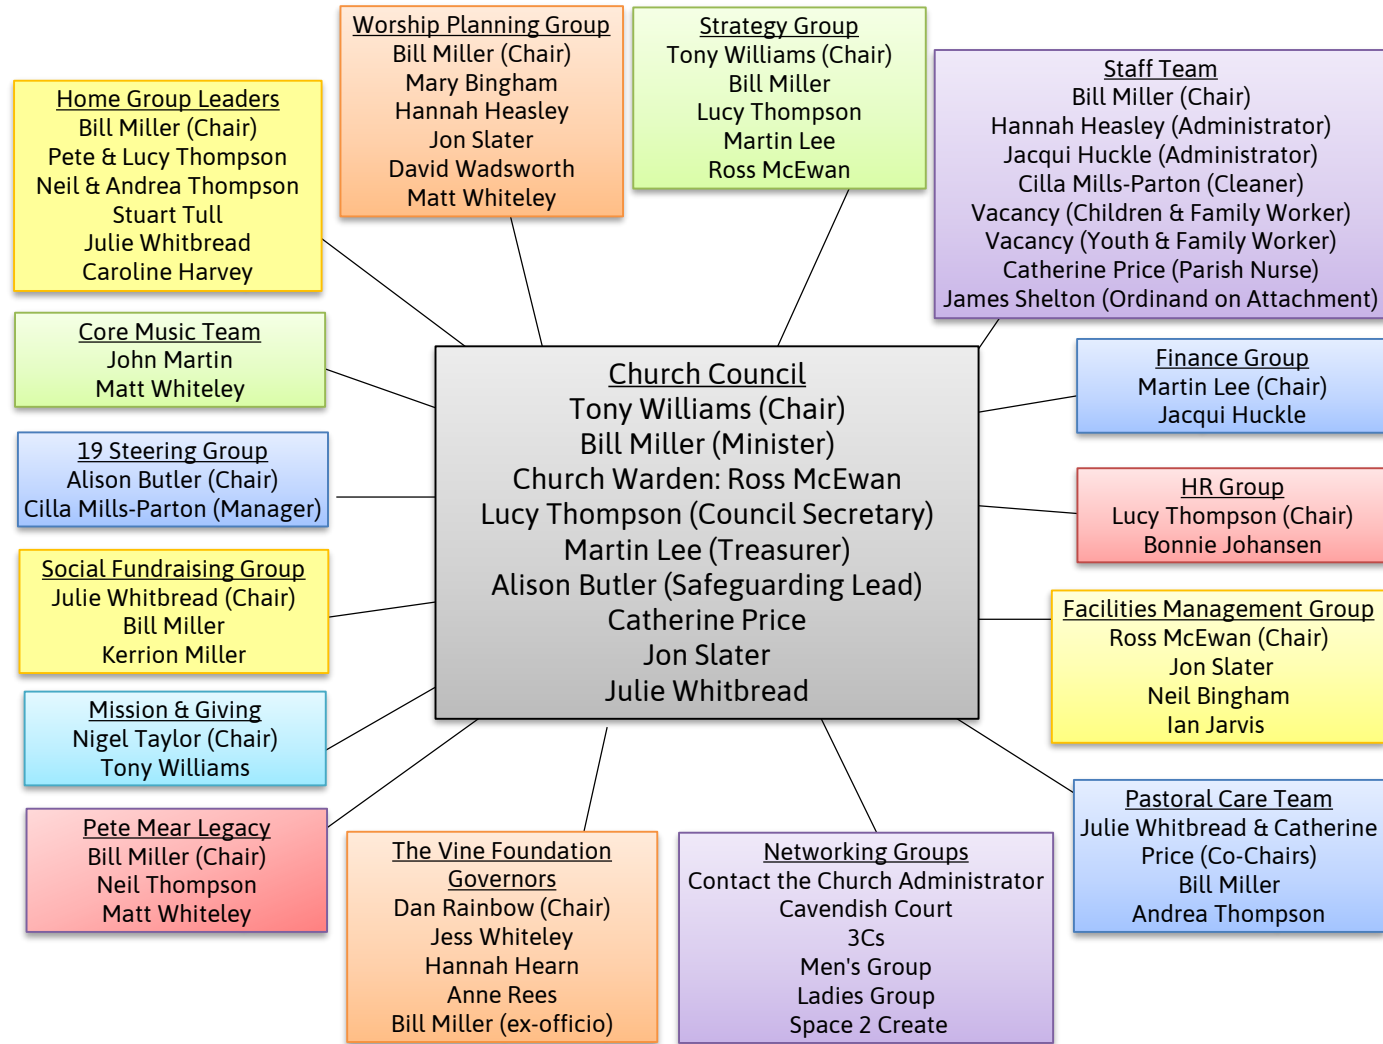 Worship Planning Group
Bill Miller (Chair)
Mary Bingham
Hannah Heasley
Jon Slater
David Wadsworth
Matt Whiteley
Strategy Group
Tony Williams (Chair)
Bill Miller
Lucy Thompson
Martin Lee
Ross McEwan
Staff Team
Bill Miller (Chair)
Hannah Heasley (Administrator)
Jacqui Huckle (Administrator)
Cilla Mills-Parton (Cleaner)
Vacancy (Children & Family Worker)
Vacancy (Youth & Family Worker)
Catherine Price (Parish Nurse)
James Shelton (Ordinand on Attachment)
Home Group Leaders
Bill Miller (Chair)
Pete & Lucy Thompson
Neil & Andrea Thompson
Stuart Tull
Julie Whitbread
Caroline Harvey
Core Music Team
John Martin
Matt Whiteley
19 Steering Group
Alison Butler (Chair)
Cilla Mills-Parton (Manager)
Social Fundraising Group
Julie Whitbread (Chair)
Bill Miller
Kerrion Miller
Mission & Giving
Nigel Taylor (Chair)
Tony Williams
Pete Mear Legacy
Bill Miller (Chair)
Neil Thompson
Matt Whiteley
Church Council
Tony Williams (Chair)
Bill Miller (Minister)
Church Warden: Ross McEwan
Lucy Thompson (Council Secretary)
Martin Lee (Treasurer)
Alison Butler (Safeguarding Lead)
Catherine Price
Jon Slater
Julie Whitbread
Finance Group
Martin Lee (Chair)
Jacqui Huckle
HR Group
Lucy Thompson (Chair)
Bonnie Johansen
Facilities Management Group
Ross McEwan (Chair)
Jon Slater
Neil Bingham
Ian Jarvis
Pastoral Care Team
Julie Whitbread & Catherine
Price (Co-Chairs)
Bill Miller
Andrea Thompson
The Vine Foundation
Governors
Dan Rainbow (Chair)
Jess Whiteley
Hannah Hearn
Anne Rees
Bill Miller (ex-officio)
Networking Groups
Contact the Church Administrator
Cavendish Court
3Cs
Men's Group
Ladies Group
Space 2 Create